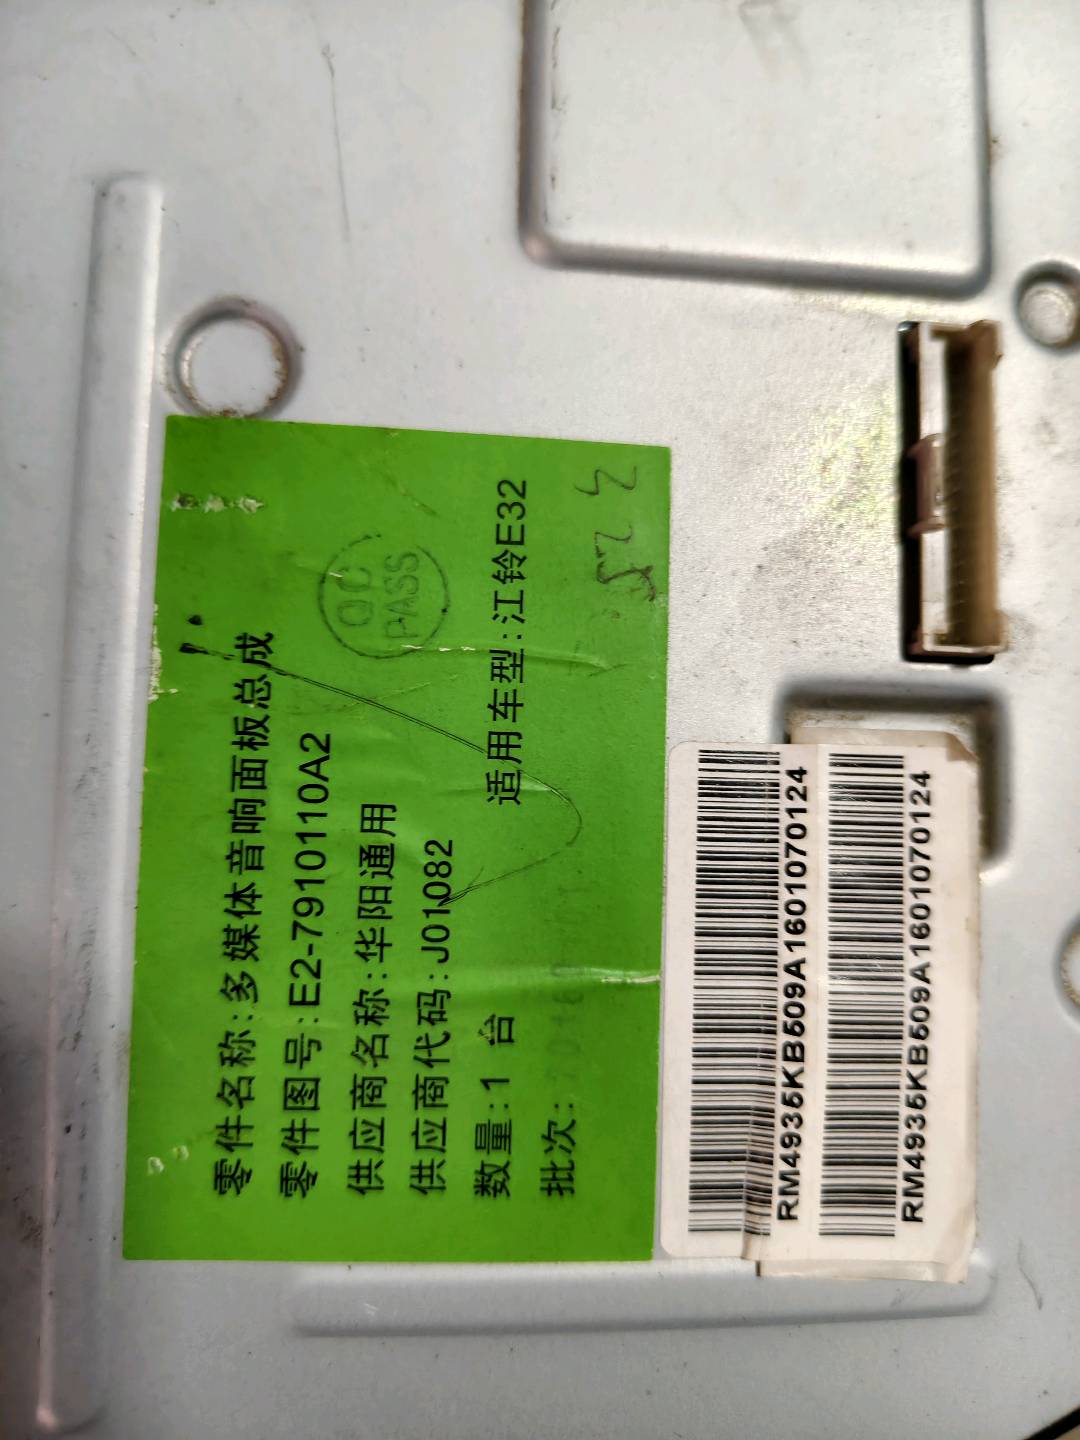 零件名称:多媒体音响面板总成
零件图号:E2-7910110A2
供应商名称:华阳通用
供应商代码:J01082
数量:1 台
适用车型:江铃E32
批次:
QC
PASS
RM4935KB509A1601070124
RM4935KB509A1601070124